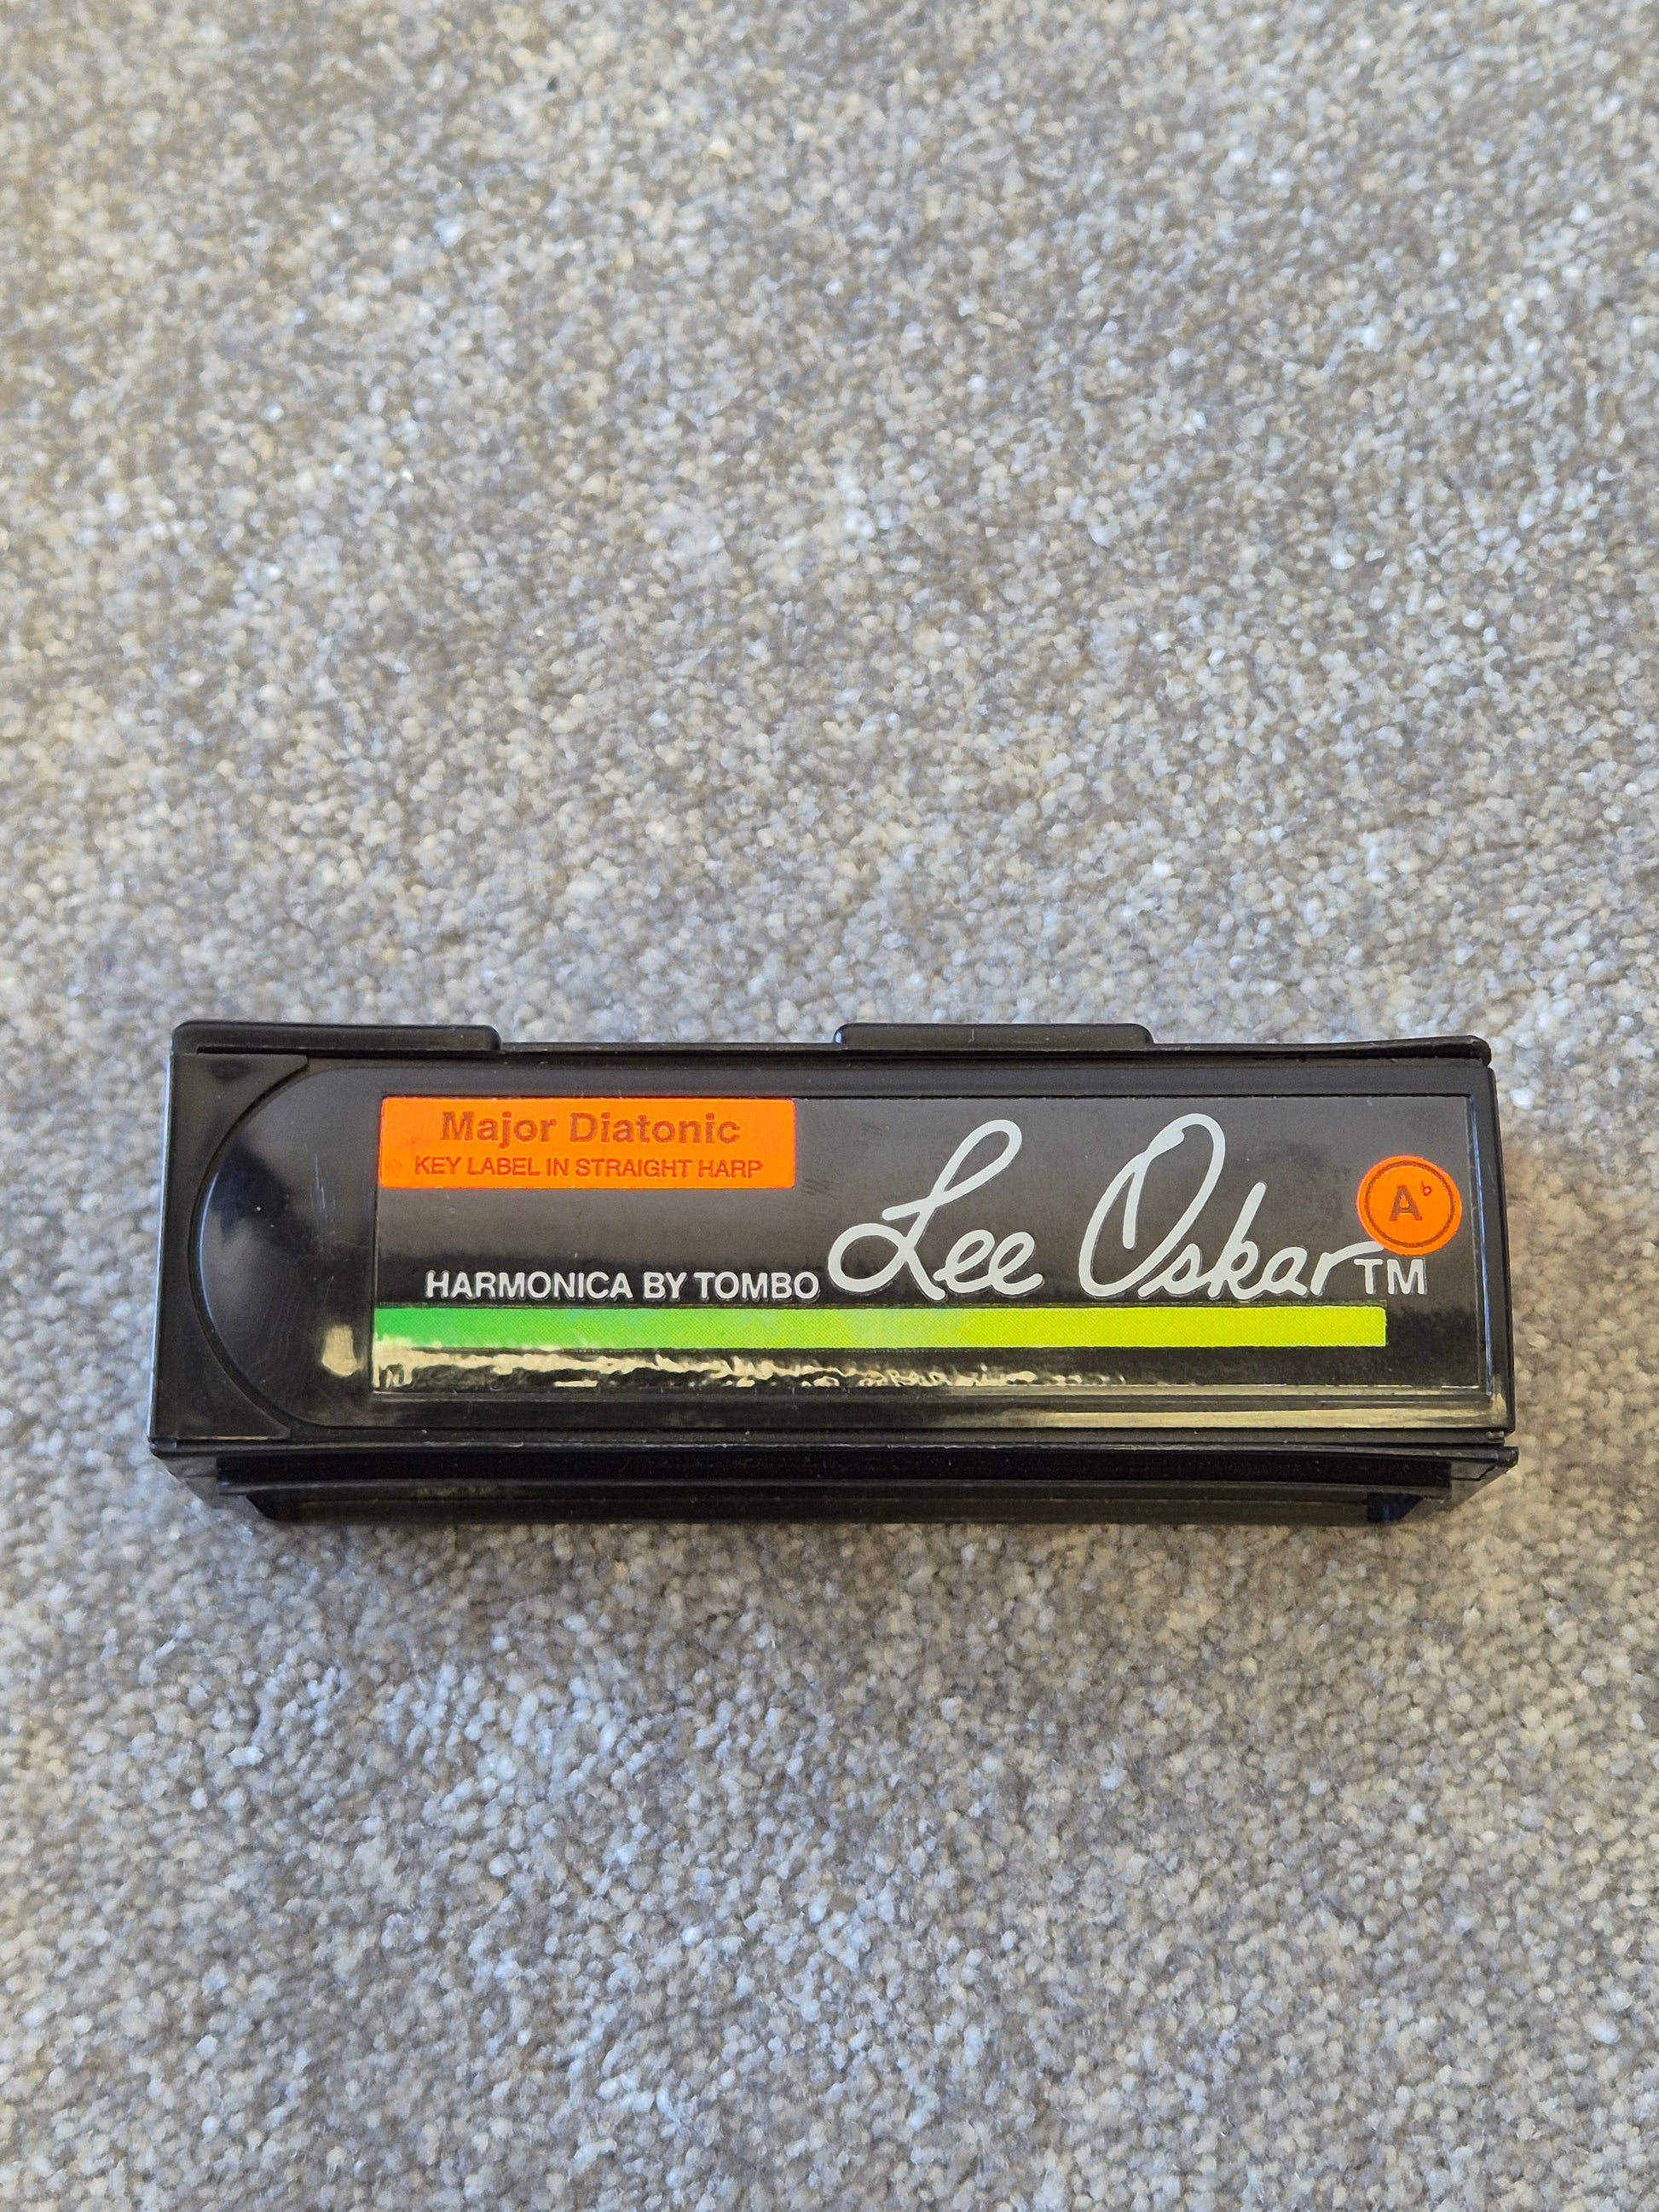 Major Diatonic
KEY LABEL IN STRAIGHT HARP
HARMONICA BY TOMBO Lee Oskar TM
A♭